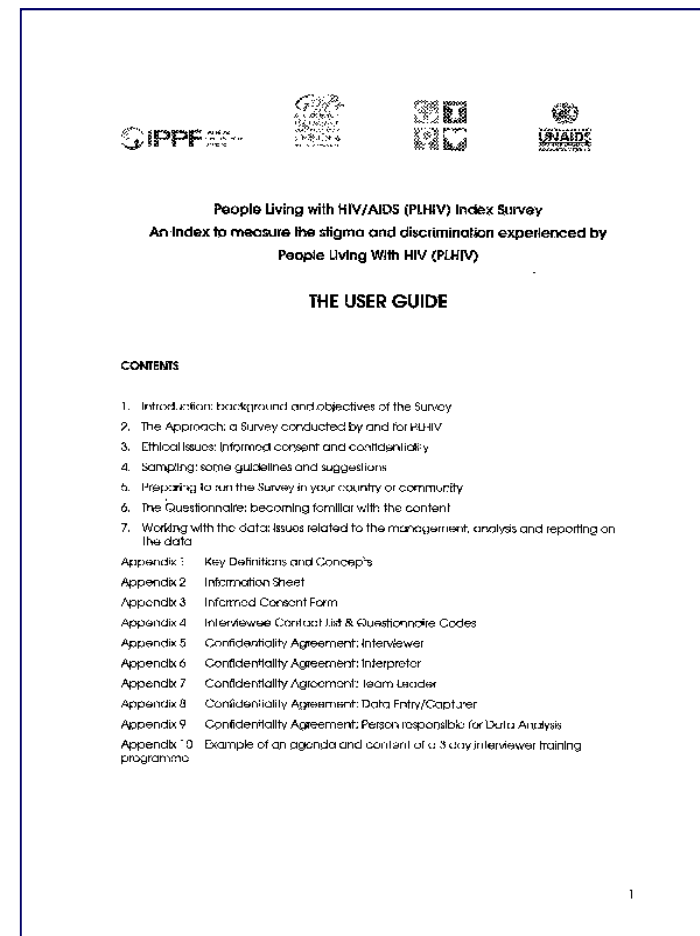 IPPF
UNAIDS
People Living with HIV/AIDS (PLHIV) Index Survey
An Index to measure the stigma and discrimination experienced by
People Living With HIV (PLHIV)
THE USER GUIDE
CONTENTS
1. Introduction: background and objectives of the Survey
2. The Approach: a Survey conducted by and for PLHIV
3. Ethical Issues: Informed consent and confidentiality
4. Sampling: some guidelines and suggestions
5. Preparing to run the Survey in your country or community
6. The Questionnaire: becoming familiar with the content
7. Working with the data: Issues related to the management, analysis and reporting on
the data
Appendix 1 Key Definitions and Concepts
Appendix 2 Information Sheet
Appendix 3 Informed Consent Form
Appendix 4 Interviewee Contact List & Questionnaire Codes
Appendix 5 Confidentiality Agreement: Interviewer
Appendix 6 Confidentiality Agreement: Interpreter
Appendix 7 Confidentiality Agreement: Team Leader
Appendix 8 Confidentiality Agreement: Data Entry/Capturer
Appendix 9 Confidentiality Agreement: Person responsible for Data Analysis
Appendix 10 Example of an agenda and content of a 3 day interviewer training
programme
1